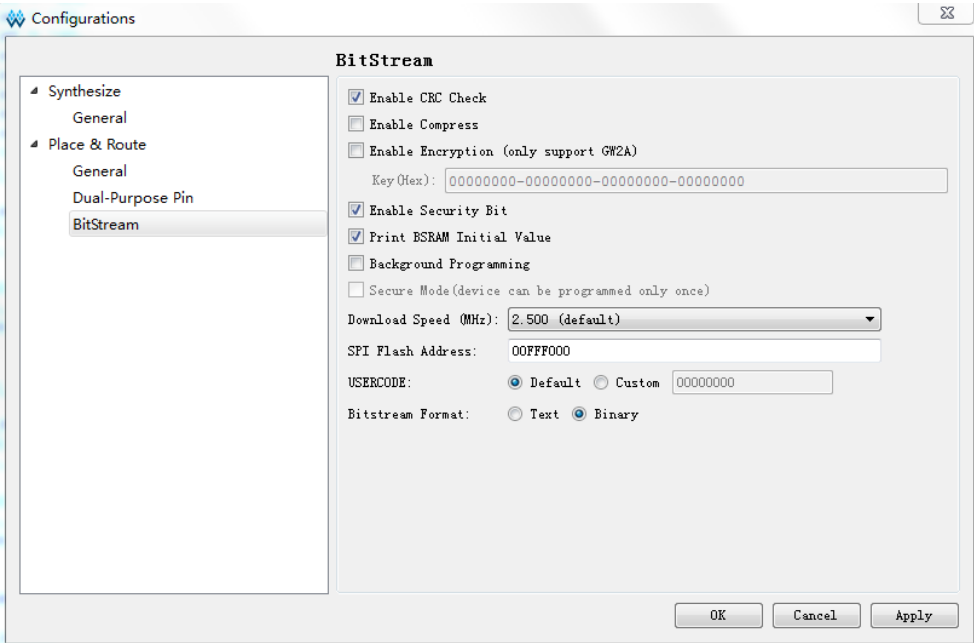 Configurations
BitStream
Synthesize
General
Place & Route
General
Dual-Purpose Pin
BitStream
Enable CRC Check
Enable Compress
Enable Encryption (only support GW2A)
Key(Hex): 00000000-00000000-00000000-00000000
Enable Security Bit
Print BSRAM Initial Value
Background Programming
Secure Mode(device can be programmed only once)
Download Speed (MHz): 2.500 (default)
SPI Flash Address: 00FFF000
USERCODE: Default Custom 00000000
Bitstream Format: Text Binary
OK Cancel Apply